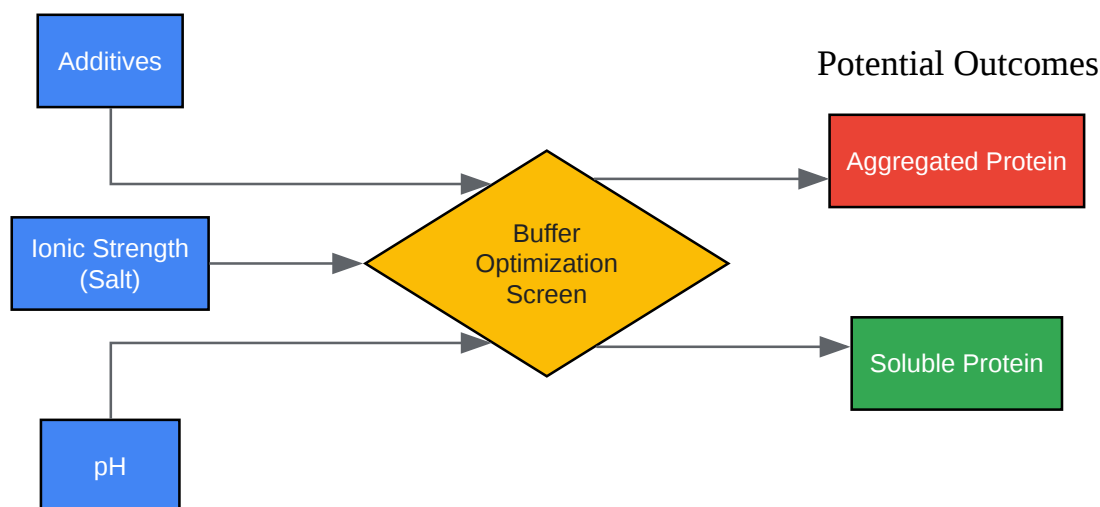 Additives
Potential Outcomes
Aggregated Protein
Ionic Strength
(Salt)
Buffer
Optimization
Screen
Soluble Protein
pH